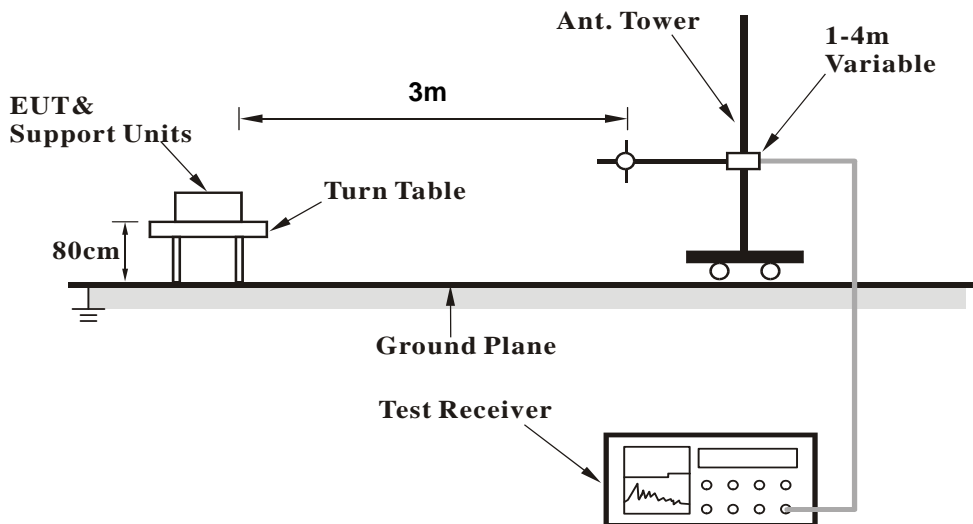 Ant. Tower
1-4m
Variable
3m
EUT&
Support Units
Turn Table
80cm
Ground Plane
Test Receiver